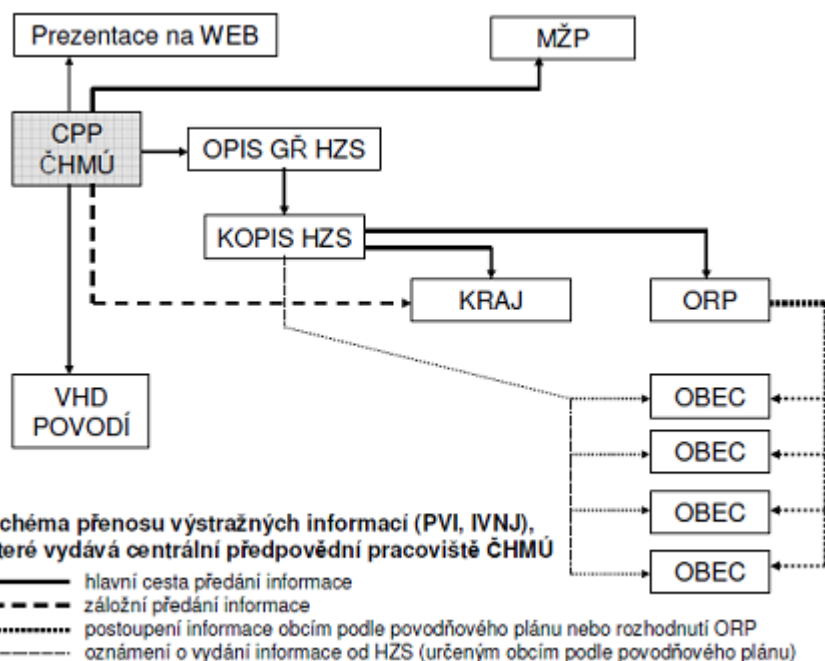 Prezentace na WEB
MŽP
CPP
ČHMÚ
OPIS GŘ HZS
KOPIS HZS
KRAJ
ORP
VHD
POVODÍ
OBEC
OBEC
OBEC
OBEC
chéma přenosu výstražných informací (PVI, IVNJ),
teré vydává centrální předpovědní pracoviště ČHMÚ
hlavní cesta předání informace
záložní předání informace
postoupení informace obcím podle povodňového plánu nebo rozhodnutí ORP
oznámení o vydání informace od HZS (určeným obcím podle povodňového plánu)